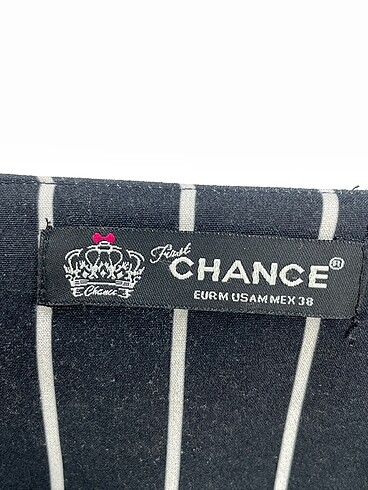 First
CHANCE®
EUR M USA M MEX 38
Chance